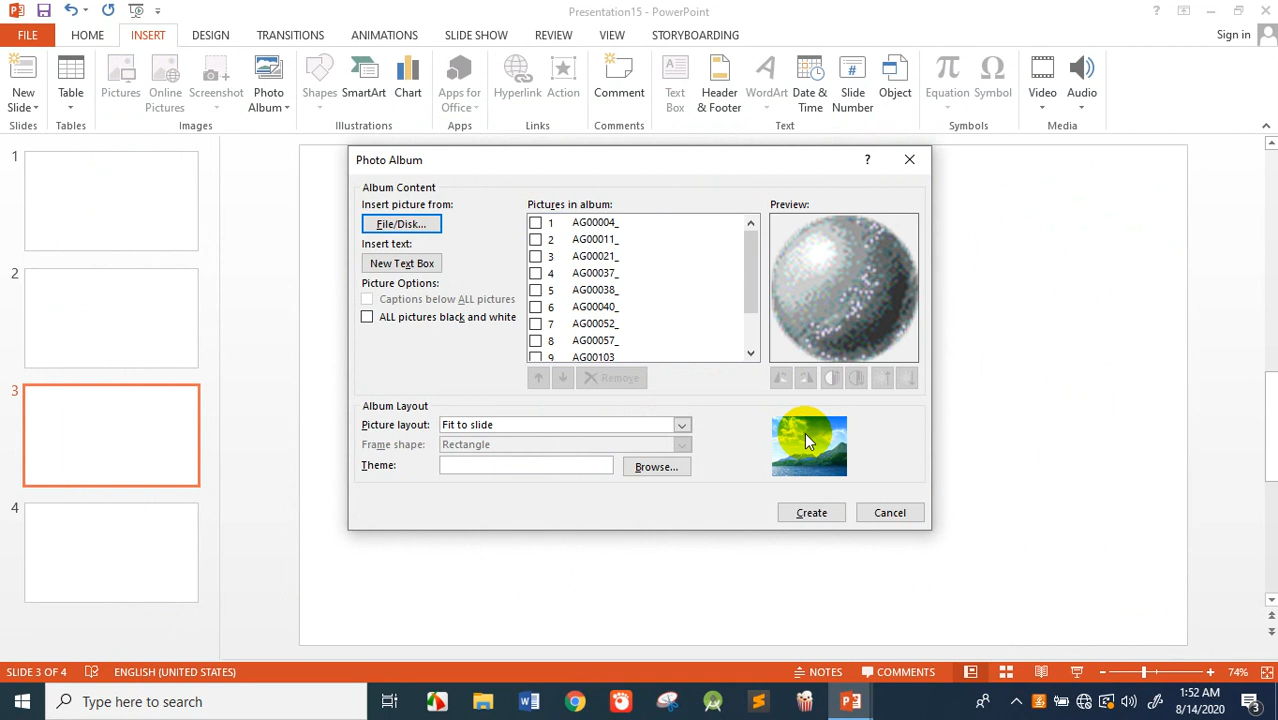 Presentation15 - PowerPoint
FILE HOME INSERT DESIGN TRANSITIONS ANIMATIONS SLIDE SHOW REVIEW VIEW STORYBOARDING Sign in
New Slide Table Pictures Online Pictures Screenshot Photo Album Shapes SmartArt Chart Apps for Office Hyperlink Action Comment Text Box Header & Footer WordArt Date & Time Slide Number Object Equation Symbol Video Audio
Slides Tables Images Illustrations Apps Links Comments Text Symbols Media
1
2
3
4
Photo Album
Album Content
Insert picture from: Pictures in album: Preview:
File/Disk...
Insert text:
New Text Box
Picture Options:
Captions below ALL pictures
ALL pictures black and white
1 AG00004_
2 AG00011_
3 AG00021_
4 AG00037_
5 AG00038_
6 AG00040_
7 AG00052_
8 AG00057_
9 AG00103
Remove
Album Layout
Picture layout: Fit to slide
Frame shape: Rectangle
Theme: Browse...
Create Cancel
SLIDE 3 OF 4 ENGLISH (UNITED STATES) NOTES COMMENTS 74%
Type here to search
1:52 AM
8/14/2020
3